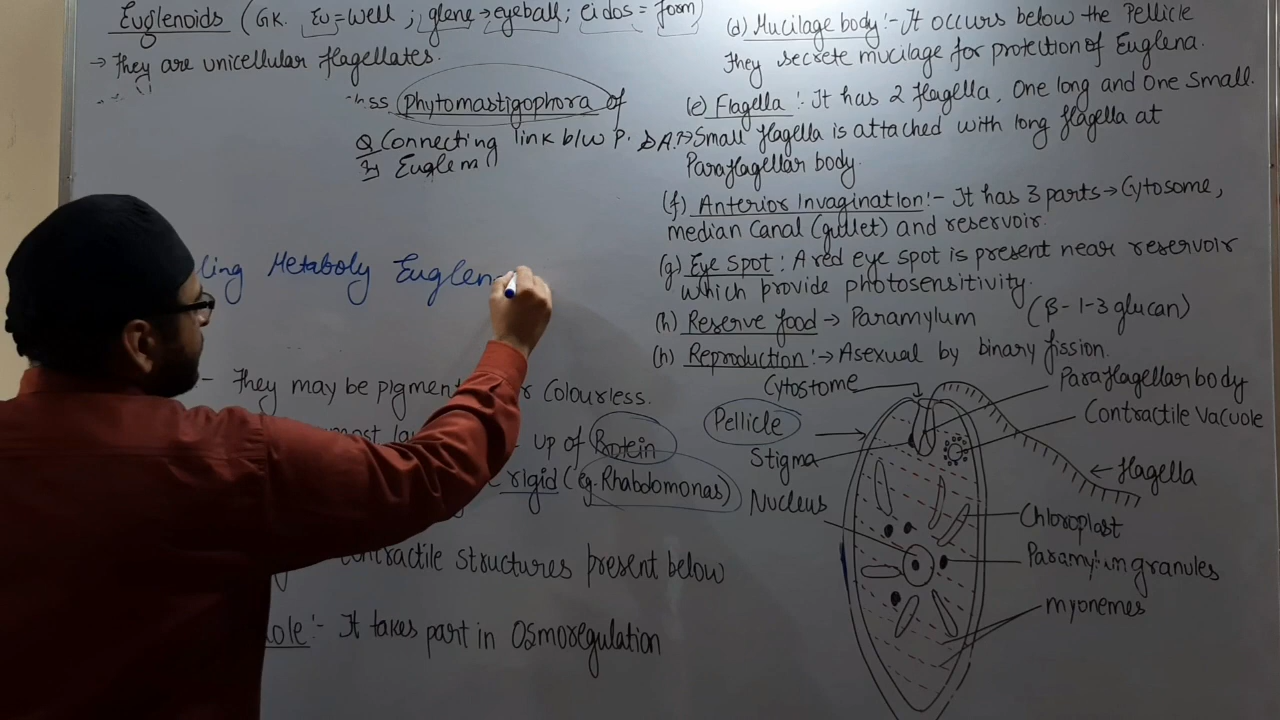 Euglenoids (GK. Eu=well ; glene→eyeball; eidos = form)
→ They are unicellular flagellates.
ss phytomastigophora of
Q Connecting link b/w P. & A.→
Euglena
ling Metaboly Euglen
- They may be pigment r Colourless.
most la up of Protein
rigid (eg. Rhabdomonas)
contractile structures present below
ole:- It takes part in Osmoregulation
(d) Mucilage body:- It occurs below the Pellicle
They secrete mucilage for protection of Euglena.
(e) Flagella :- It has 2 flagella, One long and One Small.
Small flagella is attached with long flagella at
Paraflagellar body.
(f) Anterior Invagination:- It has 3 parts→ Cytosome,
median Canal (gullet) and reservoir.
(g) Eye Spot : A red eye spot is present near reservoir
which provide photosensitivity.
(h) Reserve food → Paramylum (β-1-3 glucan)
(h) Reproduction:→ Asexual by binary fission.
Cytostome
Paraflagellar body
Pellicle
Contractile Vacuole
Stigma
Flagella
Nucleus
Chloroplast
Paramylum granules
myonemes